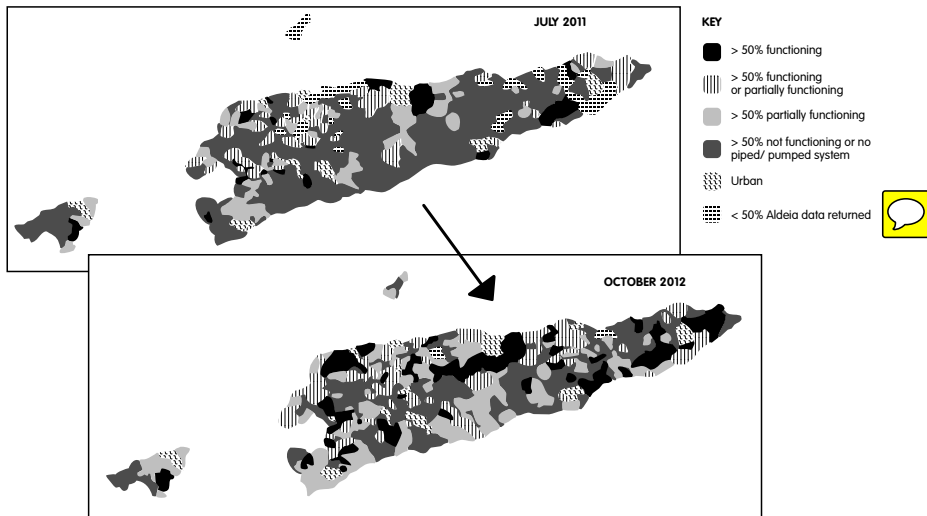 JULY 2011
KEY
> 50% functioning
> 50% functioning
or partially functioning
> 50% partially functioning
> 50% not functioning or no
piped/ pumped system
Urban
< 50% Aldeia data returned
OCTOBER 2012